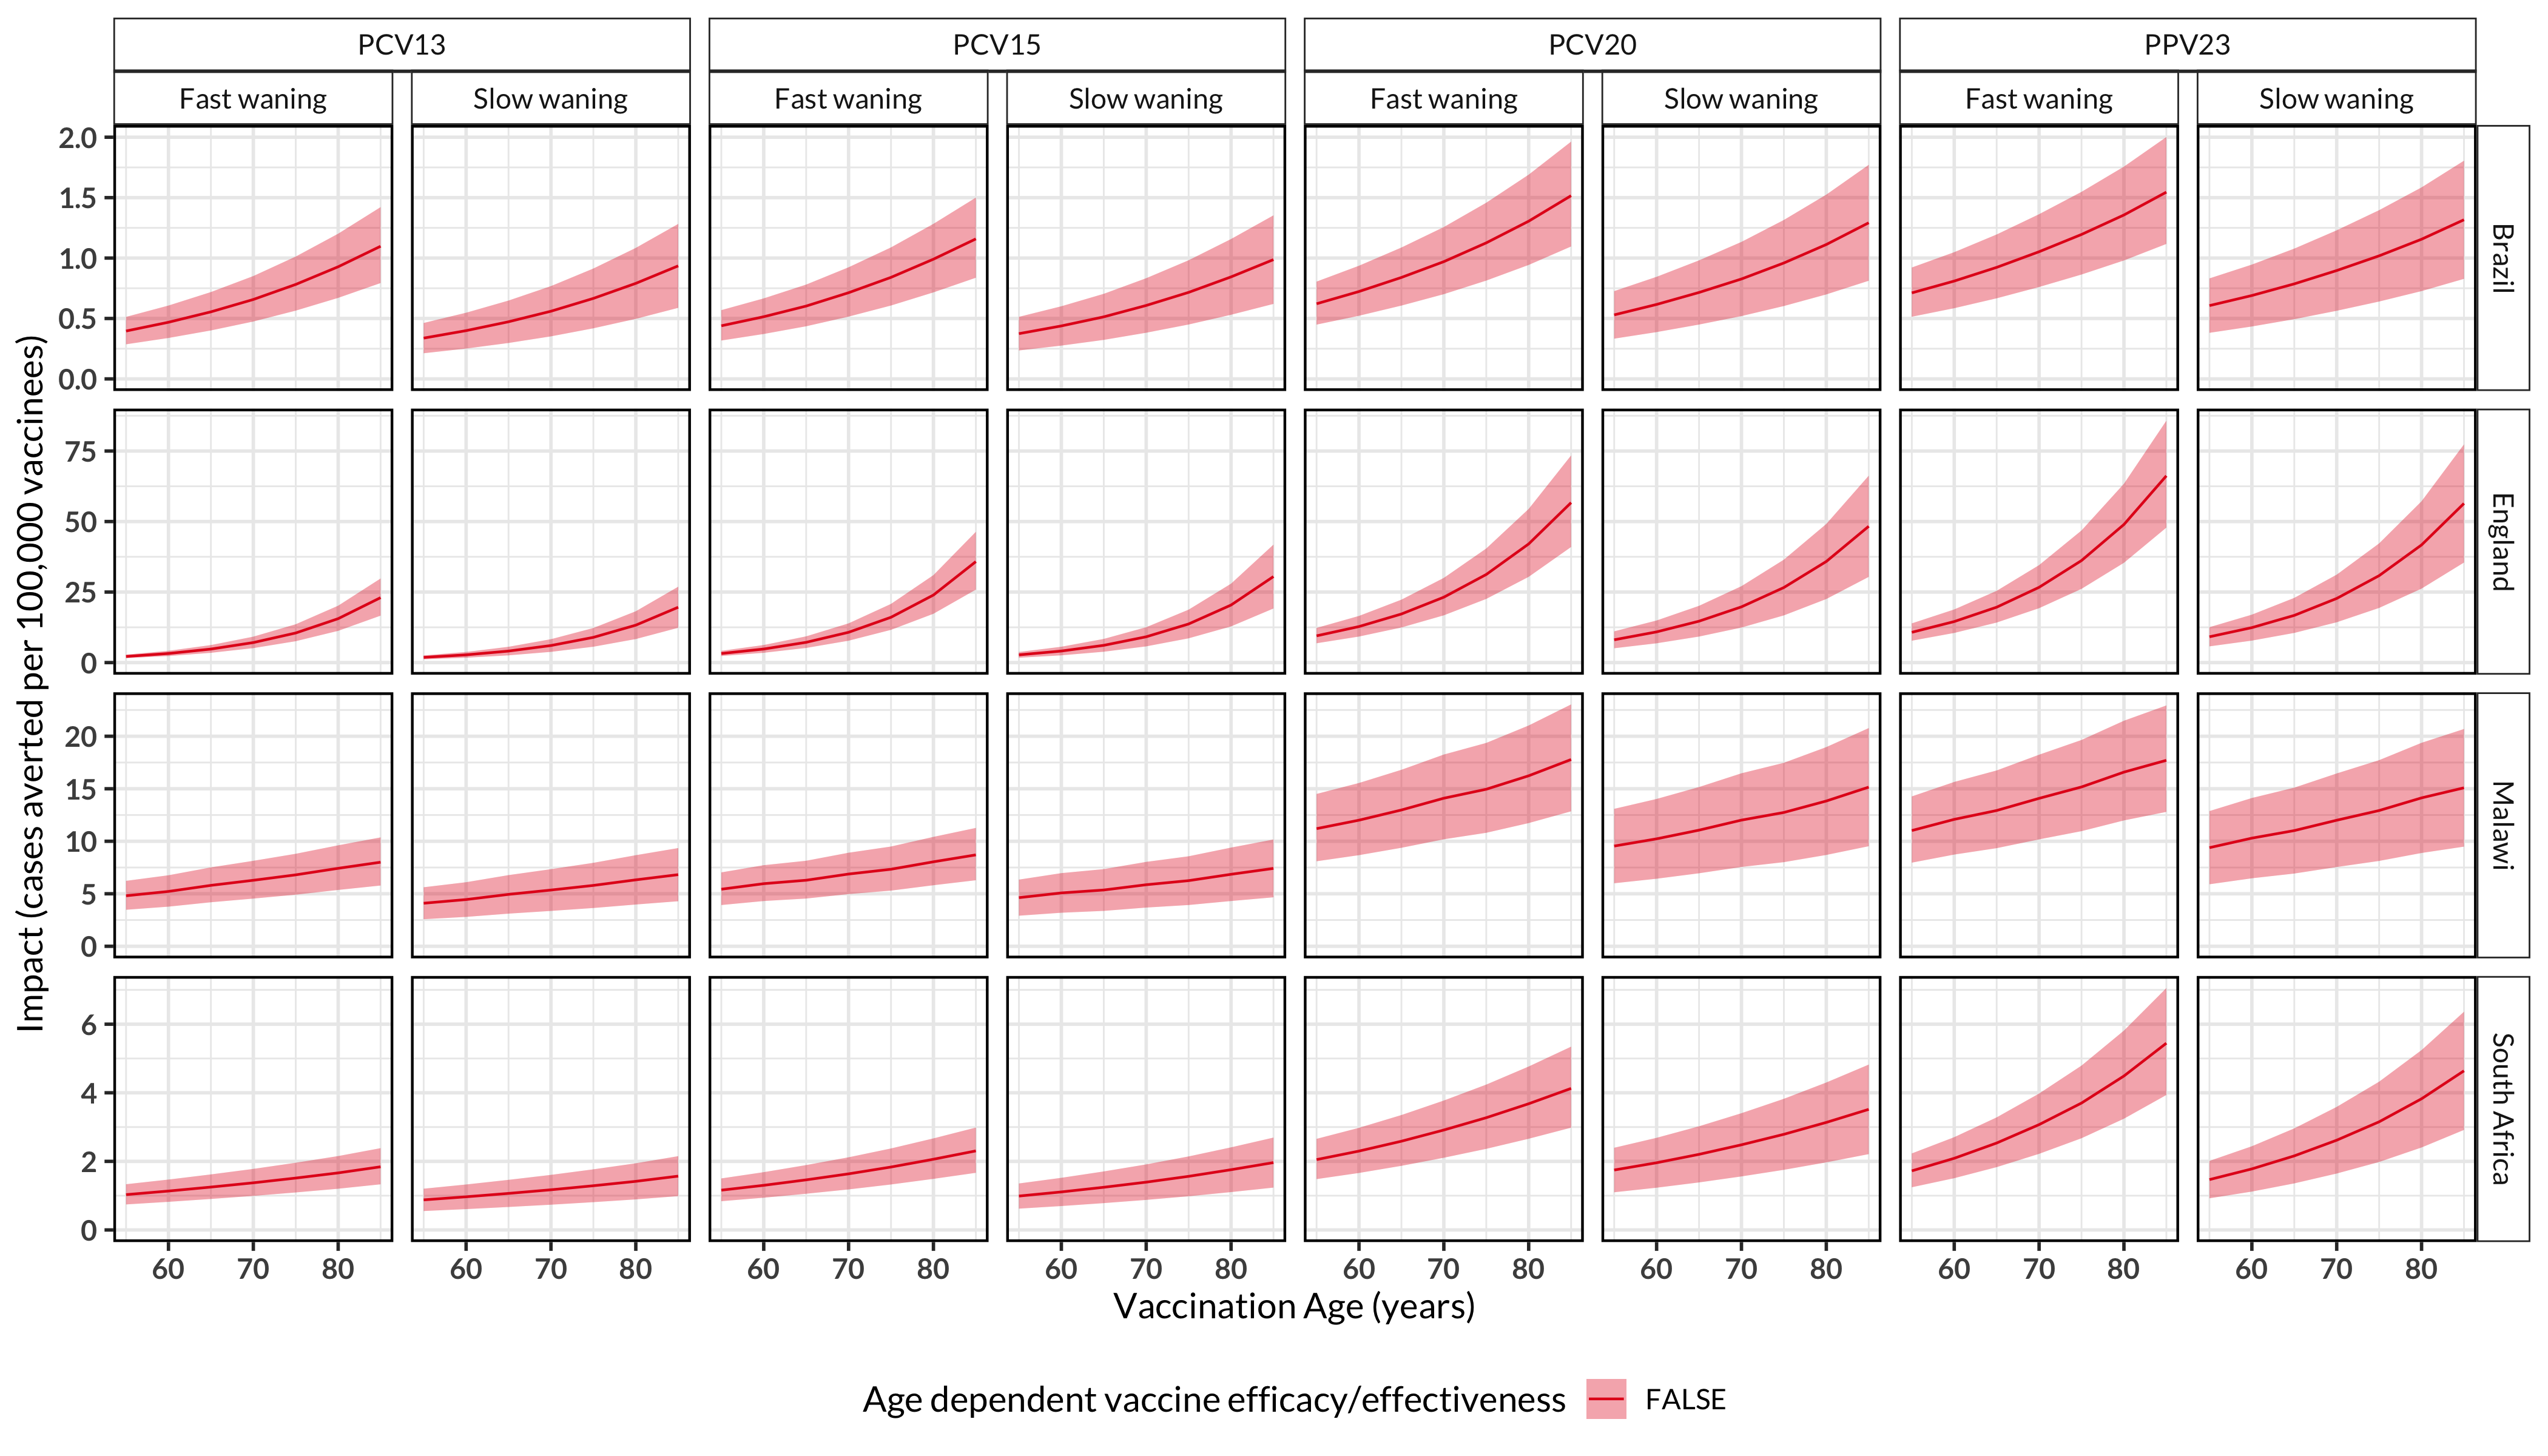 PCV13 PCV15 PCV20 PPV23
Fast waning Slow waning Fast waning Slow waning Fast waning Slow waning Fast waning Slow waning
Impact (cases averted per 100,000 vaccinees)
2.0
1.5
1.0
0.5
0.0
Brazil
75
50
25
0
England
20
15
10
5
0
Malawi
6
4
2
0
South Africa
60 70 80 60 70 80 60 70 80 60 70 80 60 70 80 60 70 80 60 70 80 60 70 80
Vaccination Age (years)
Age dependent vaccine efficacy/effectiveness FALSE